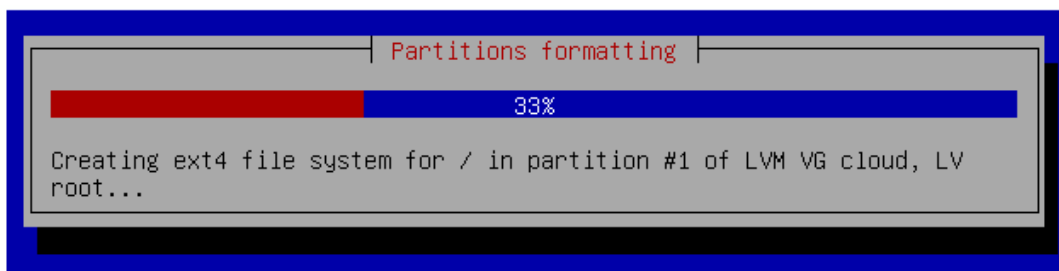 Partitions formatting
33%
Creating ext4 file system for / in partition #1 of LVM VG cloud, LV
root...